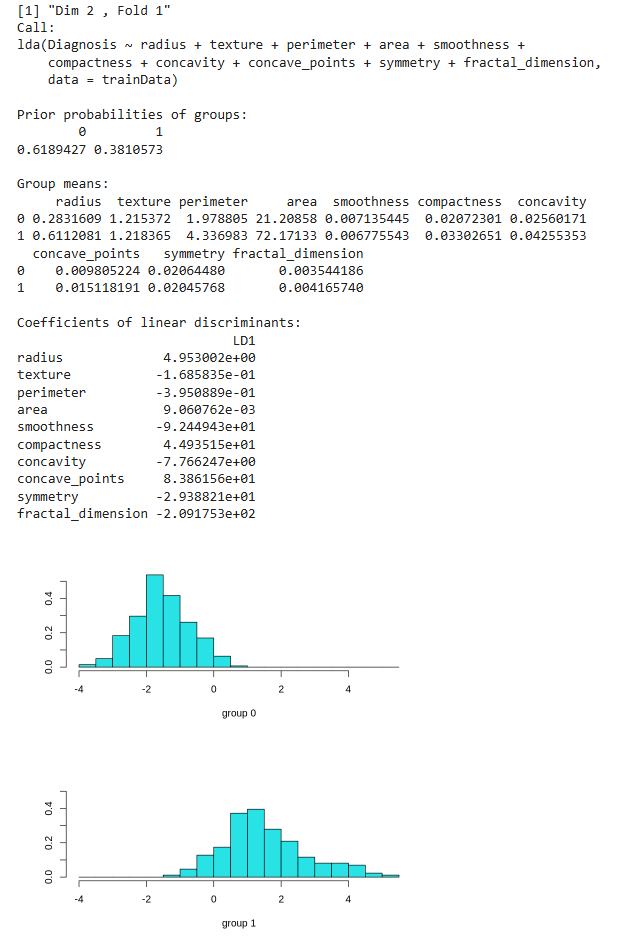 [1] "Dim 2 , Fold 1"
Call:
lda(Diagnosis ~ radius + texture + perimeter + area + smoothness +
    compactness + concavity + concave_points + symmetry + fractal_dimension,
    data = trainData)
Prior probabilities of groups:
        0         1
0.6189427 0.3810573
Group means:
     radius  texture perimeter     area  smoothness compactness  concavity
0 0.2831609 1.215372  1.978805 21.20858 0.007135445  0.02072301 0.02560171
1 0.6112081 1.218365  4.336983 72.17133 0.006775543  0.03302651 0.04255353
  concave_points   symmetry fractal_dimension
0    0.009805224 0.02064480       0.003544186
1    0.015118191 0.02045768       0.004165740
Coefficients of linear discriminants:
                            LD1
radius             4.953002e+00
texture           -1.685835e-01
perimeter         -3.950889e-01
area               9.060762e-03
smoothness        -9.244943e+01
compactness        4.493515e+01
concavity         -7.766247e+00
concave_points     8.386156e+01
symmetry          -2.938821e+01
fractal_dimension -2.091753e+02
0.4
0.2
0.0
-4 -2 0 2 4
group 0
0.4
0.2
0.0
-4 -2 0 2 4
group 1